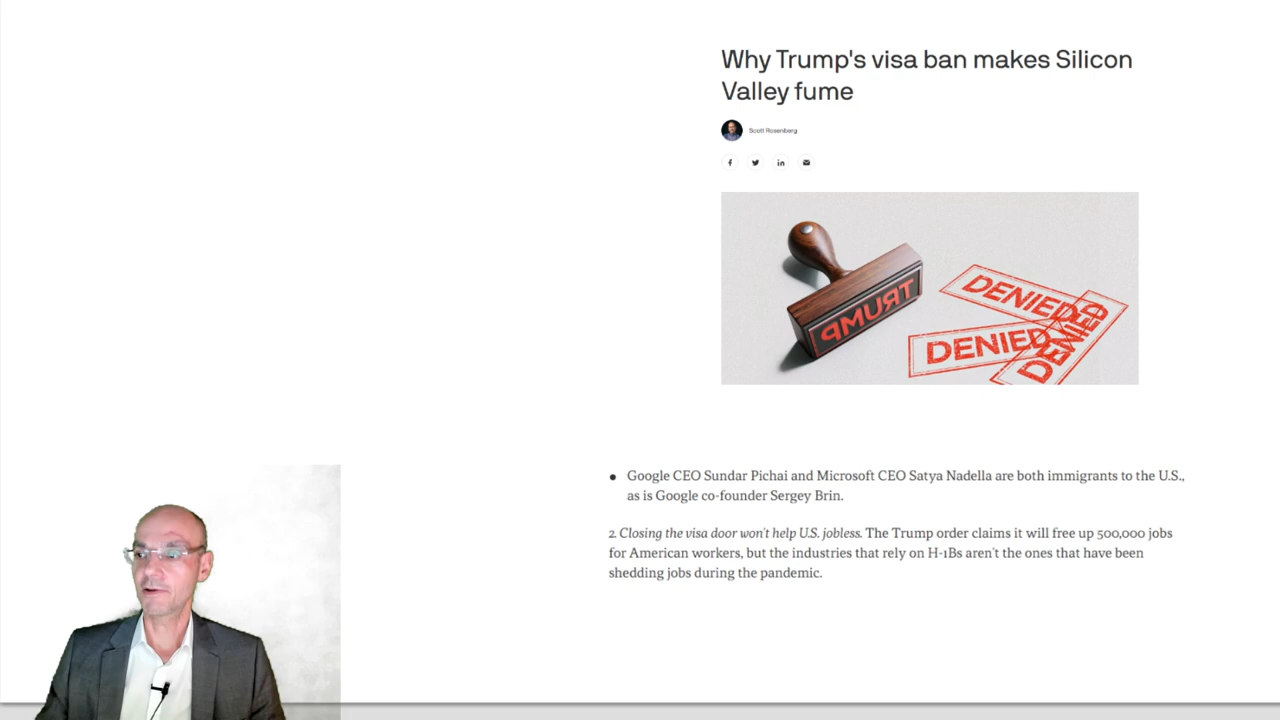 Why Trump's visa ban makes Silicon
Valley fume
Scott Rosenberg
TRUMP
DENIED
DENIED
DENIED
• Google CEO Sundar Pichai and Microsoft CEO Satya Nadella are both immigrants to the U.S.,
as is Google co-founder Sergey Brin.
2. Closing the visa door won't help U.S. jobless. The Trump order claims it will free up 500,000 jobs
for American workers, but the industries that rely on H-1Bs aren't the ones that have been
shedding jobs during the pandemic.